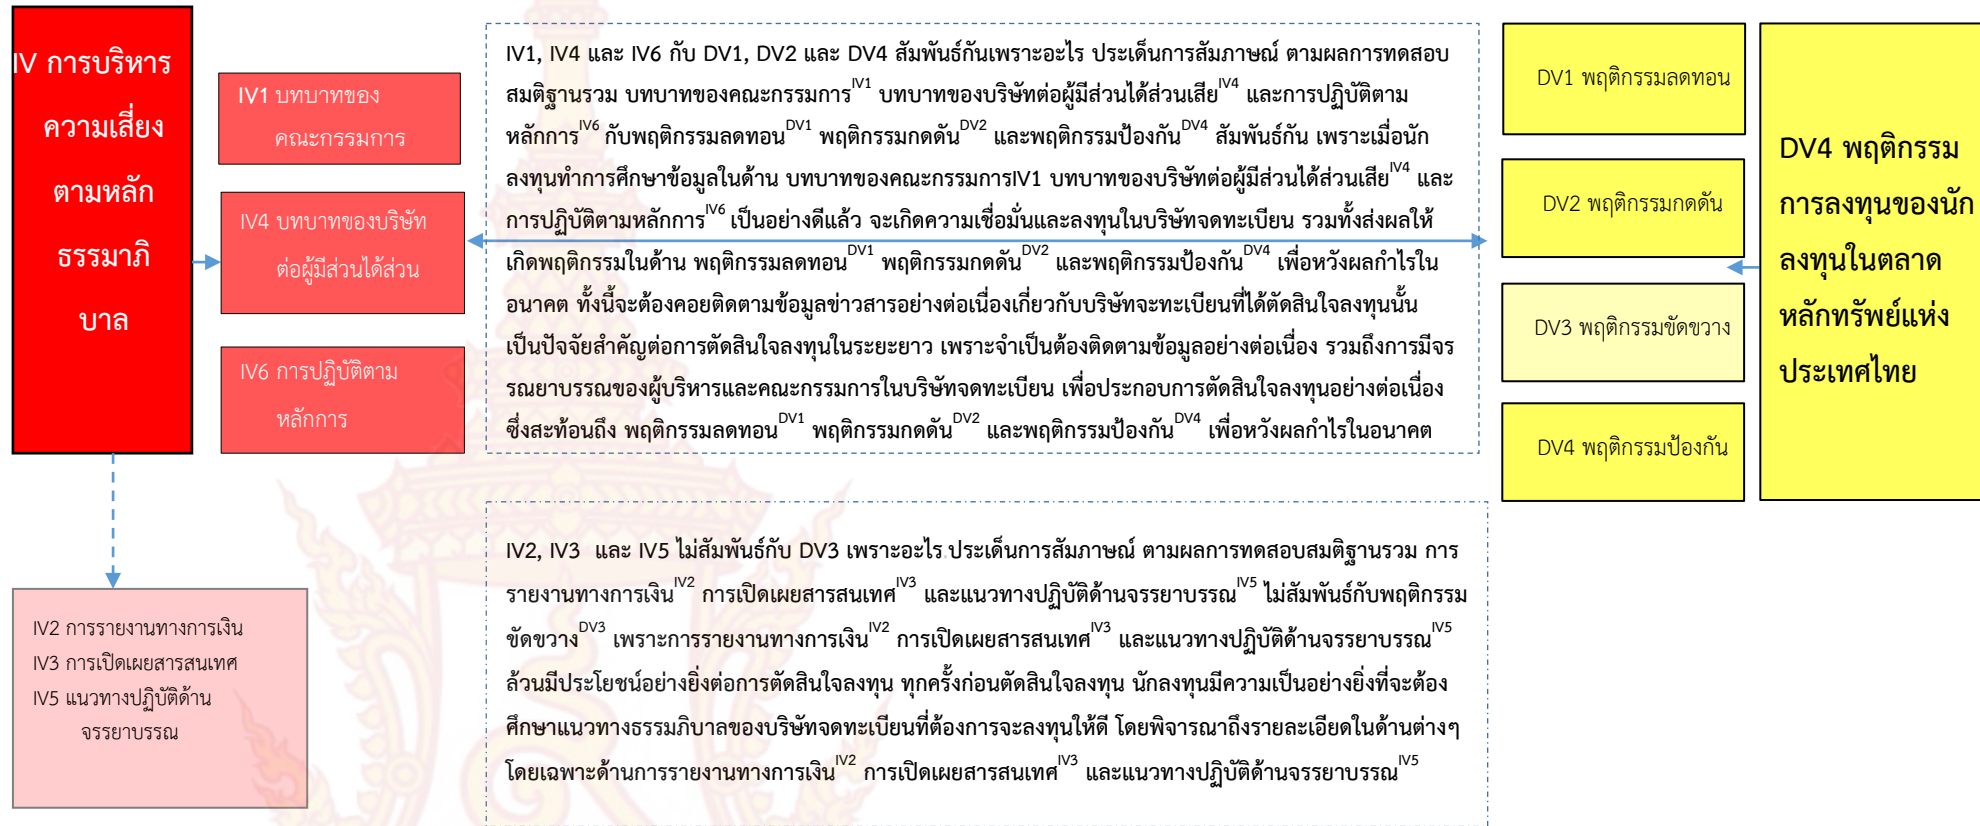 IV การบริหาร
ความเสี่ยง
ตามหลัก
ธรรมาภิ
บาล
IV1 บทบาทของ
คณะกรรมการ
IV4 บทบาทของบริษัท
ต่อผู้มีส่วนได้ส่วน
IV6 การปฏิบัติตาม
หลักการ
IV1, IV4 และ IV6 กับ DV1, DV2 และ DV4 สัมพันธ์กันเพราะอะไร ประเด็นการสัมภาษณ์ ตามผลการทดสอบ
สมติฐานรวม บทบาทของคณะกรรมการIV1 บทบาทของบริษัทต่อผู้มีส่วนได้ส่วนเสียIV4 และการปฏิบัติตาม
หลักการIV6 กับพฤติกรรมลดทอนDV1 พฤติกรรมกดดันDV2 และพฤติกรรมป้องกันDV4 สัมพันธ์กัน เพราะเมื่อนัก
ลงทุนทำการศึกษาข้อมูลในด้าน บทบาทของคณะกรรมการIV1 บทบาทของบริษัทต่อผู้มีส่วนได้ส่วนเสียIV4 และ
การปฏิบัติตามหลักการIV6 เป็นอย่างดีแล้ว จะเกิดความเชื่อมั่นและลงทุนในบริษัทจดทะเบียน รวมทั้งส่งผลให้
เกิดพฤติกรรมในด้าน พฤติกรรมลดทอนDV1 พฤติกรรมกดดันDV2 และพฤติกรรมป้องกันDV4 เพื่อหวังผลกำไรใน
อนาคต ทั้งนี้จะต้องคอยติดตามข้อมูลข่าวสารอย่างต่อเนื่องเกี่ยวกับบริษัทจะทะเบียนที่ได้ตัดสินใจลงทุนนั้น
เป็นปัจจัยสำคัญต่อการตัดสินใจลงทุนในระยะยาว เพราะจำเป็นต้องติดตามข้อมูลอย่างต่อเนื่อง รวมถึงการมีจร
รณยาบรรณของผู้บริหารและคณะกรรมการในบริษัทจดทะเบียน เพื่อประกอบการตัดสินใจลงทุนอย่างต่อเนื่อง
ซึ่งสะท้อนถึง พฤติกรรมลดทอนDV1 พฤติกรรมกดดันDV2 และพฤติกรรมป้องกันDV4 เพื่อหวังผลกำไรในอนาคต
DV1 พฤติกรรมลดทอน
DV2 พฤติกรรมกดดัน
DV3 พฤติกรรมขัดขวาง
DV4 พฤติกรรมป้องกัน
DV4 พฤติกรรม
การลงทุนของนัก
ลงทุนในตลาด
หลักทรัพย์แห่ง
ประเทศไทย
IV2 การรายงานทางการเงิน
IV3 การเปิดเผยสารสนเทศ
IV5 แนวทางปฏิบัติด้าน
จรรยาบรรณ
IV2, IV3 และ IV5 ไม่สัมพันธ์กับ DV3 เพราะอะไร ประเด็นการสัมภาษณ์ ตามผลการทดสอบสมติฐานรวม การ
รายงานทางการเงินIV2 การเปิดเผยสารสนเทศIV3 และแนวทางปฏิบัติด้านจรรยาบรรณIV5 ไม่สัมพันธ์กับพฤติกรรม
ขัดขวางDV3 เพราะการรายงานทางการเงินIV2 การเปิดเผยสารสนเทศIV3 และแนวทางปฏิบัติด้านจรรยาบรรณIV5
ล้วนมีประโยชน์อย่างยิ่งต่อการตัดสินใจลงทุน ทุกครั้งก่อนตัดสินใจลงทุน นักลงทุนมีความเป็นอย่างยิ่งที่จะต้อง
ศึกษาแนวทางธรรมภิบาลของบริษัทจดทะเบียนที่ต้องการจะลงทุนให้ดี โดยพิจารณาถึงรายละเอียดในด้านต่างๆ
โดยเฉพาะด้านการรายงานทางการเงินIV2 การเปิดเผยสารสนเทศIV3 และแนวทางปฏิบัติด้านจรรยาบรรณIV5